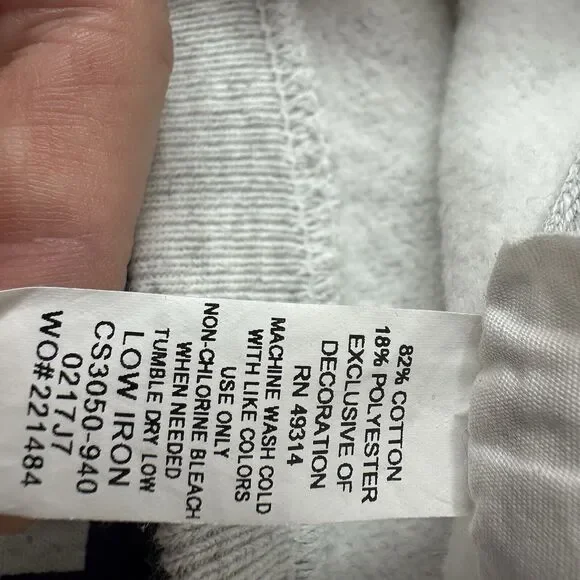 82% COTTON
18% POLYESTER
EXCLUSIVE OF
DECORATION
RN 49314
MACHINE WASH COLD
WITH LIKE COLORS
USE ONLY
NON-CHLORINE BLEACH
WHEN NEEDED
TUMBLE DRY LOW
LOW IRON
CS3050-940
0217J7
WO#221484